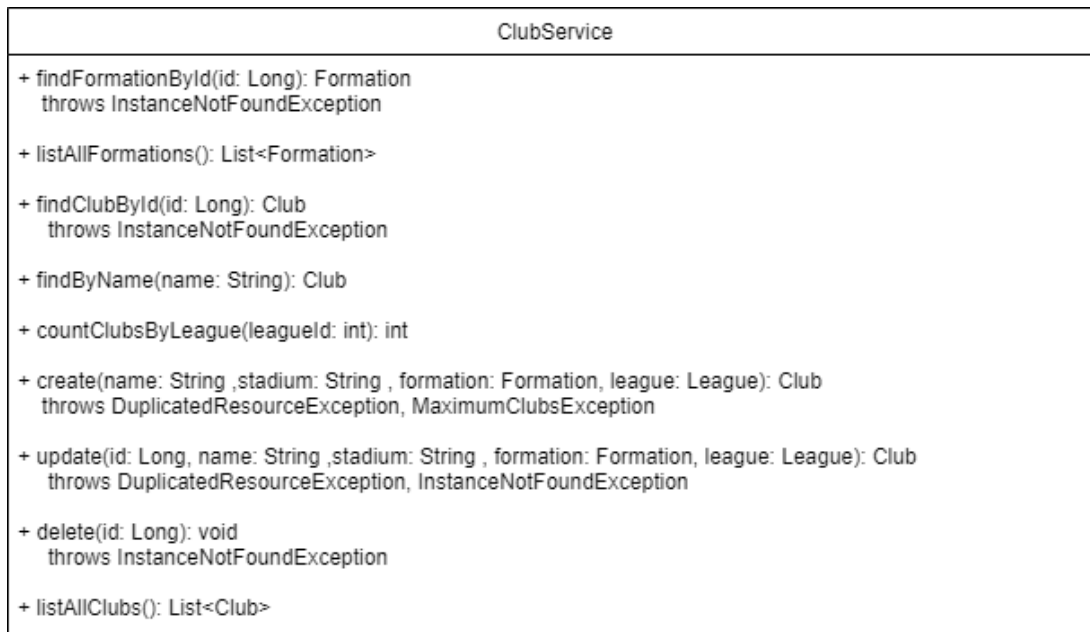 ClubService
+ findFormationById(id: Long): Formation
throws InstanceNotFoundException
+ listAllFormations(): List<Formation>
+ findClubById(id: Long): Club
throws InstanceNotFoundException
+ findByName(name: String): Club
+ countClubsByLeague(leagueId: int): int
+ create(name: String ,stadium: String , formation: Formation, league: League): Club
throws DuplicatedResourceException, MaximumClubsException
+ update(id: Long, name: String ,stadium: String , formation: Formation, league: League): Club
throws DuplicatedResourceException, InstanceNotFoundException
+ delete(id: Long): void
throws InstanceNotFoundException
+ listAllClubs(): List<Club>